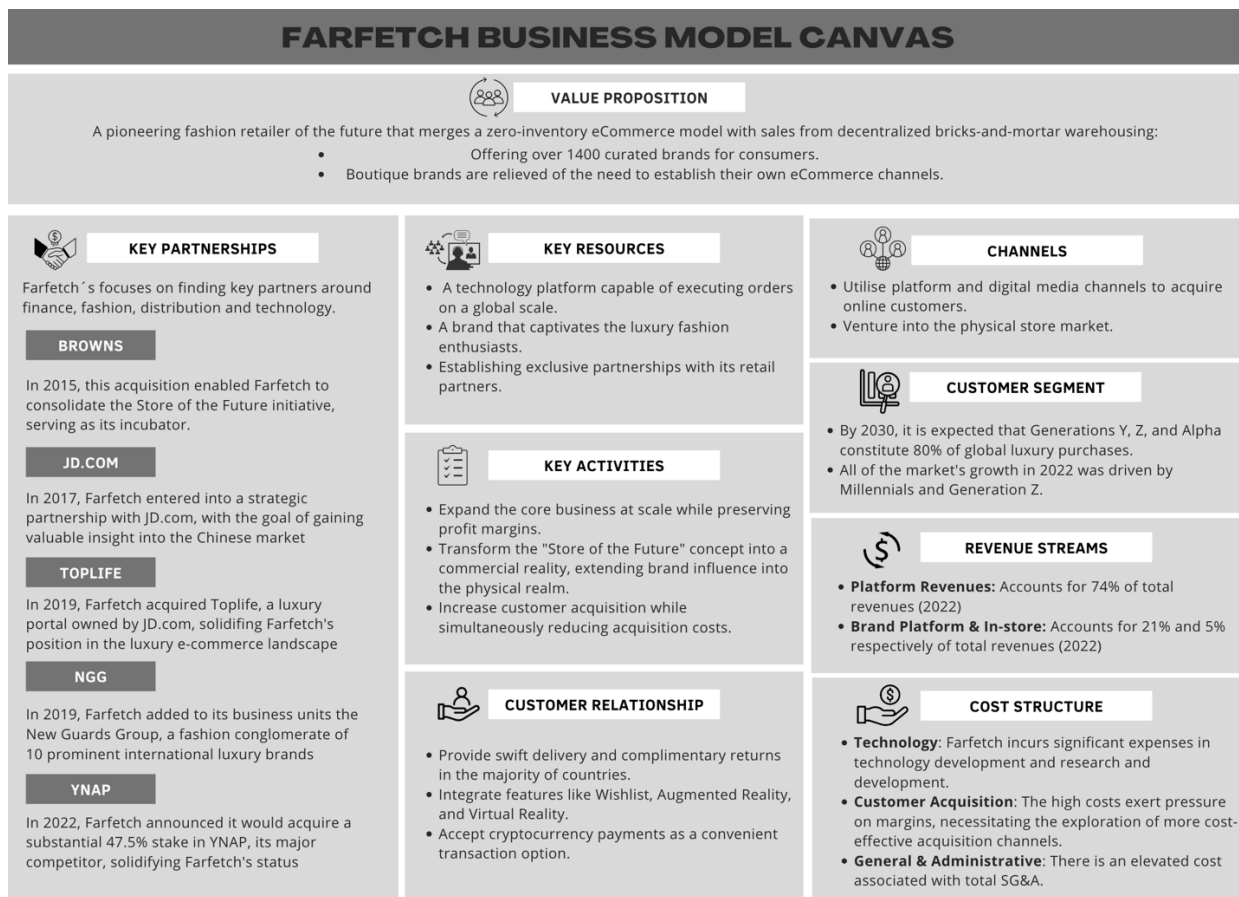 FARFETCH BUSINESS MODEL CANVAS
VALUE PROPOSITION
A pioneering fashion retailer of the future that merges a zero-inventory eCommerce model with sales from decentralized bricks-and-mortar warehousing:
• Offering over 1400 curated brands for consumers.
• Boutique brands are relieved of the need to establish their own eCommerce channels.
KEY PARTNERSHIPS
Farfetch´s focuses on finding key partners around
finance, fashion, distribution and technology.
BROWNS
In 2015, this acquisition enabled Farfetch to
consolidate the Store of the Future initiative,
serving as its incubator.
JD.COM
In 2017, Farfetch entered into a strategic
partnership with JD.com, with the goal of gaining
valuable insight into the Chinese market
TOPLIFE
In 2019, Farfetch acquired Toplife, a luxury
portal owned by JD.com, solidifing Farfetch's
position in the luxury e-commerce landscape
NGG
In 2019, Farfetch added to its business units the
New Guards Group, a fashion conglomerate of
10 prominent international luxury brands
YNAP
In 2022, Farfetch announced it would acquire a
substantial 47.5% stake in YNAP, its major
competitor, solidifying Farfetch's status
KEY RESOURCES
• A technology platform capable of executing orders
on a global scale.
• A brand that captivates the luxury fashion
enthusiasts.
• Establishing exclusive partnerships with its retail
partners.
KEY ACTIVITIES
• Expand the core business at scale while preserving
profit margins.
• Transform the "Store of the Future" concept into a
commercial reality, extending brand influence into
the physical realm.
• Increase customer acquisition while
simultaneously reducing acquisition costs.
CUSTOMER RELATIONSHIP
• Provide swift delivery and complimentary returns
in the majority of countries.
• Integrate features like Wishlist, Augmented Reality,
and Virtual Reality.
• Accept cryptocurrency payments as a convenient
transaction option.
CHANNELS
• Utilise platform and digital media channels to acquire
online customers.
• Venture into the physical store market.
CUSTOMER SEGMENT
• By 2030, it is expected that Generations Y, Z, and Alpha
constitute 80% of global luxury purchases.
• All of the market's growth in 2022 was driven by
Millennials and Generation Z.
REVENUE STREAMS
• Platform Revenues: Accounts for 74% of total
revenues (2022)
• Brand Platform & In-store: Accounts for 21% and 5%
respectively of total revenues (2022)
COST STRUCTURE
• Technology: Farfetch incurs significant expenses in
technology development and research and
development.
• Customer Acquisition: The high costs exert pressure
on margins, necessitating the exploration of more cost-
effective acquisition channels.
• General & Administrative: There is an elevated cost
associated with total SG&A.